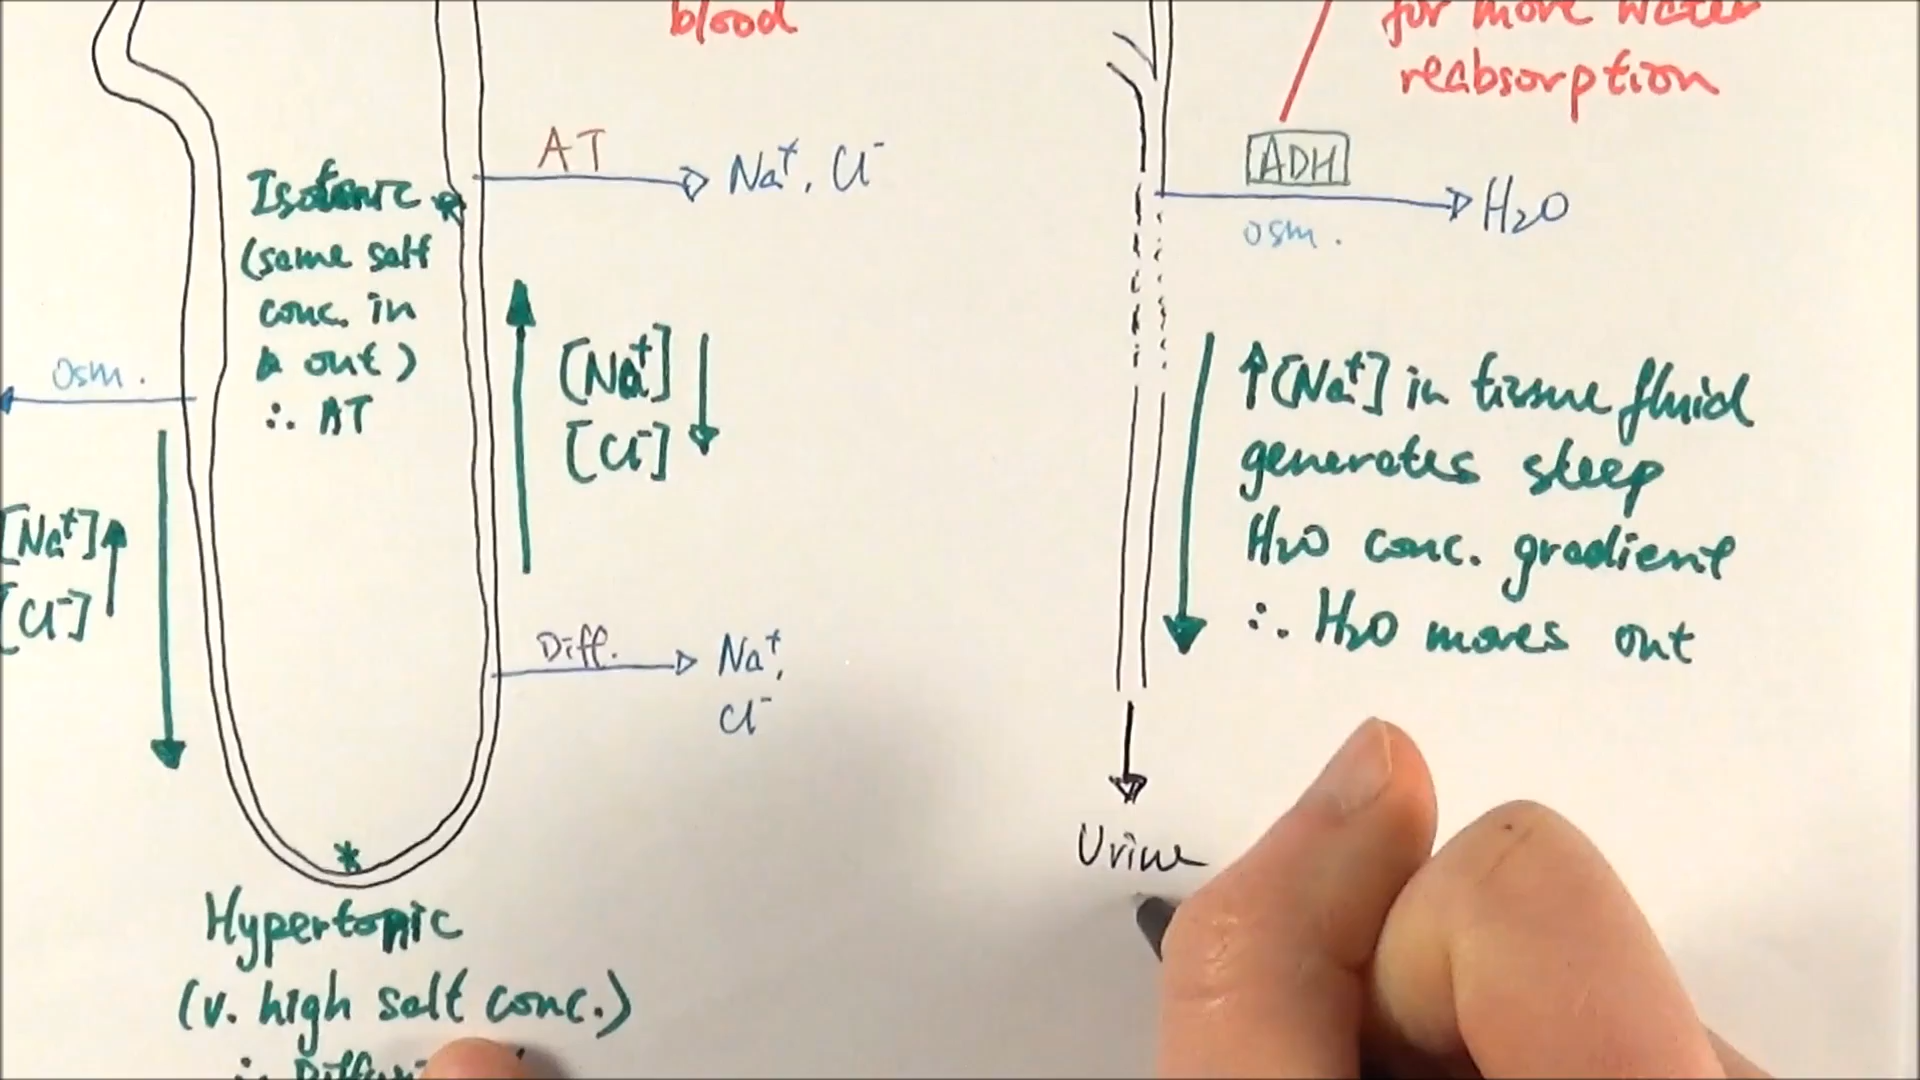 blood
for more water
reabsorption
AT
Na⁺, Cl⁻
ADH
osm.
H₂O
Isotonic *
(same salt
conc. in
& out)
∴ AT
Osm.
[Na⁺]
[Cl⁻]
[Na⁺] ↑
[Cl⁻]
↑[Na⁺] in tissue fluid
generates steep
H₂O conc. gradient
∴ H₂O moves out
Diff.
Na⁺,
Cl⁻
Urine
*
Hypertonic
(v. high salt conc.)